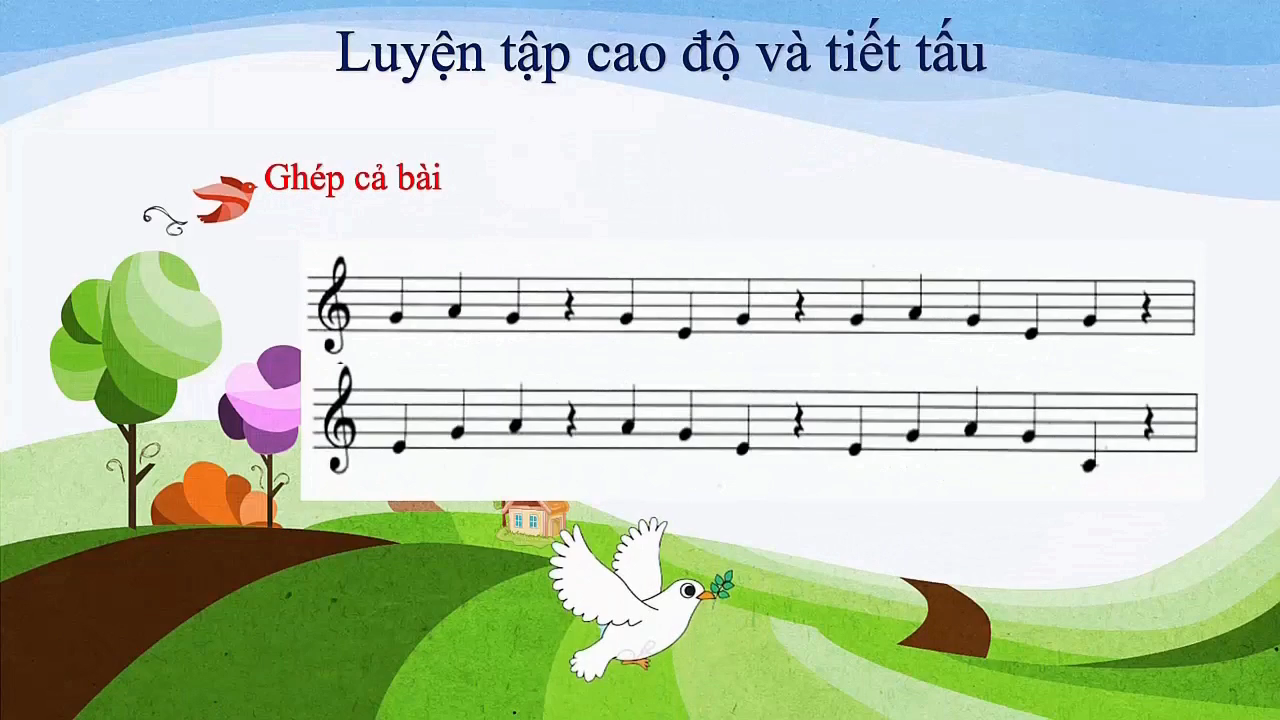 Luyện tập cao độ và tiết tấu
Ghép cả bài